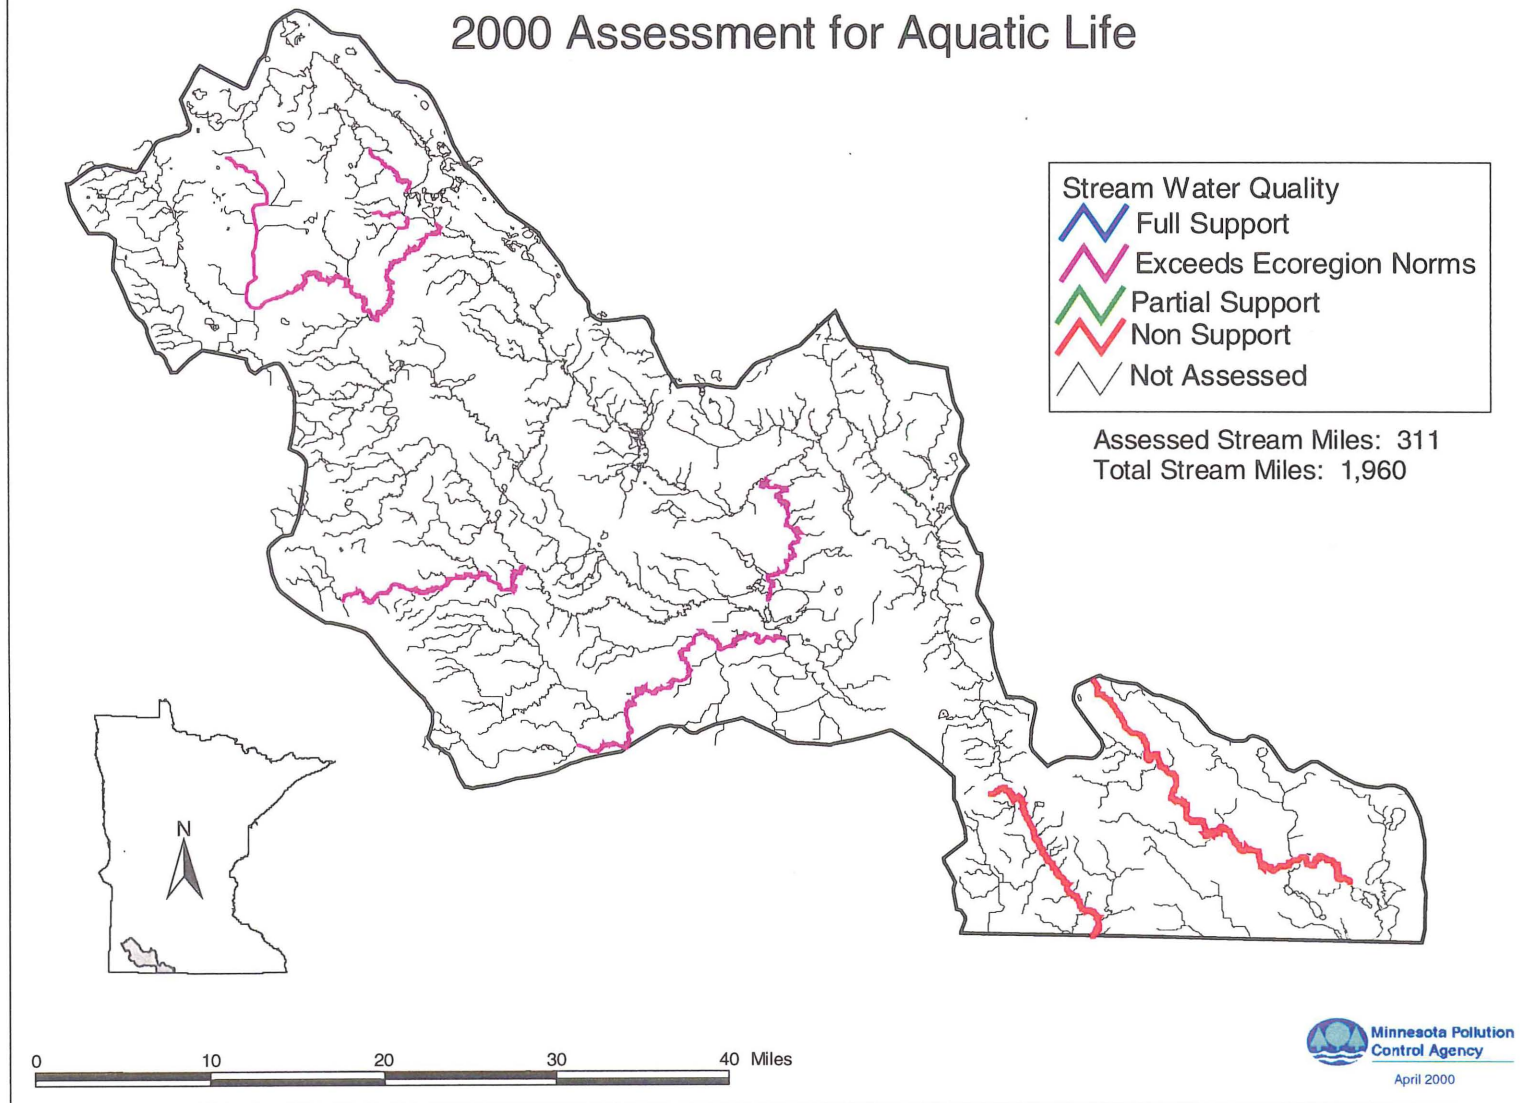 2000 Assessment for Aquatic Life
Stream Water Quality
Full Support
Exceeds Ecoregion Norms
Partial Support
Non Support
Not Assessed
Assessed Stream Miles: 311
Total Stream Miles: 1,960
N
0 10 20 30 40 Miles
Minnesota Pollution
Control Agency
April 2000